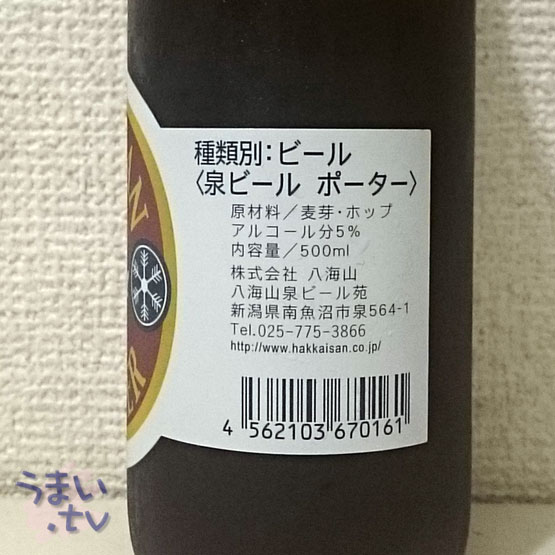 種類別:ビール
〈泉ビール ポーター〉
原材料/麦芽・ホップ
アルコール分5%
内容量/500ml
株式会社 八海山
八海山泉ビール苑
新潟県南魚沼市泉564-1
Tel.025-775-3866
http://www.hakkaisan.co.jp/
4 562103 670161
うまい
.tv